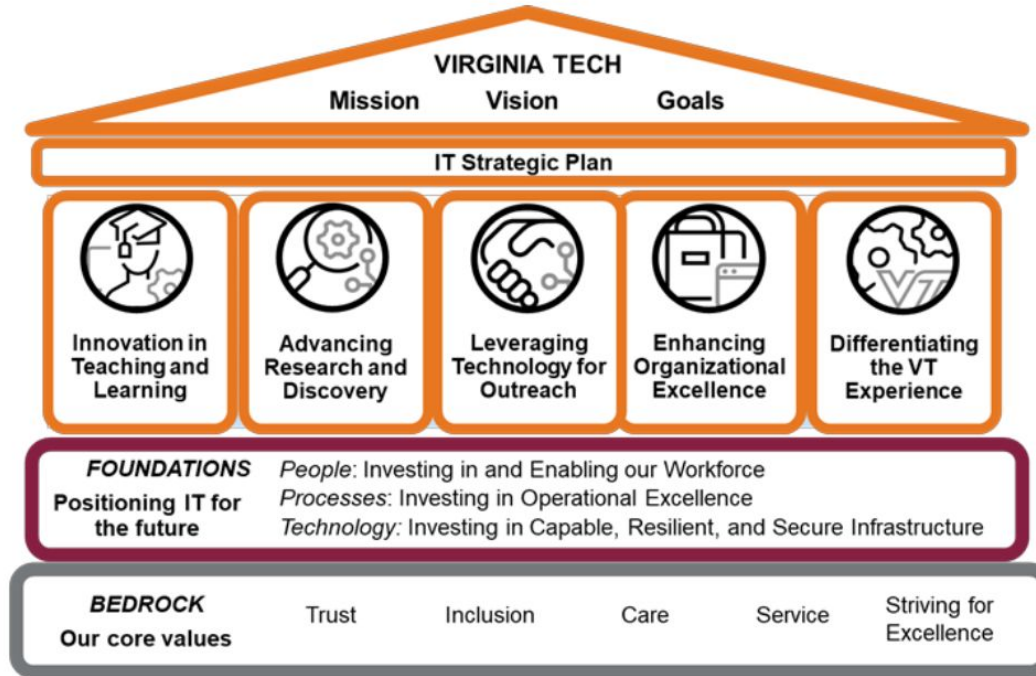 VIRGINIA TECH
Mission Vision Goals
IT Strategic Plan
Innovation in
Teaching and
Learning
Advancing
Research and
Discovery
Leveraging
Technology for
Outreach
Enhancing
Organizational
Excellence
VT
Differentiating
the VT
Experience
FOUNDATIONS
Positioning IT for
the future
People: Investing in and Enabling our Workforce
Processes: Investing in Operational Excellence
Technology: Investing in Capable, Resilient, and Secure Infrastructure
BEDROCK
Our core values
Trust
Inclusion
Care
Service
Striving for
Excellence